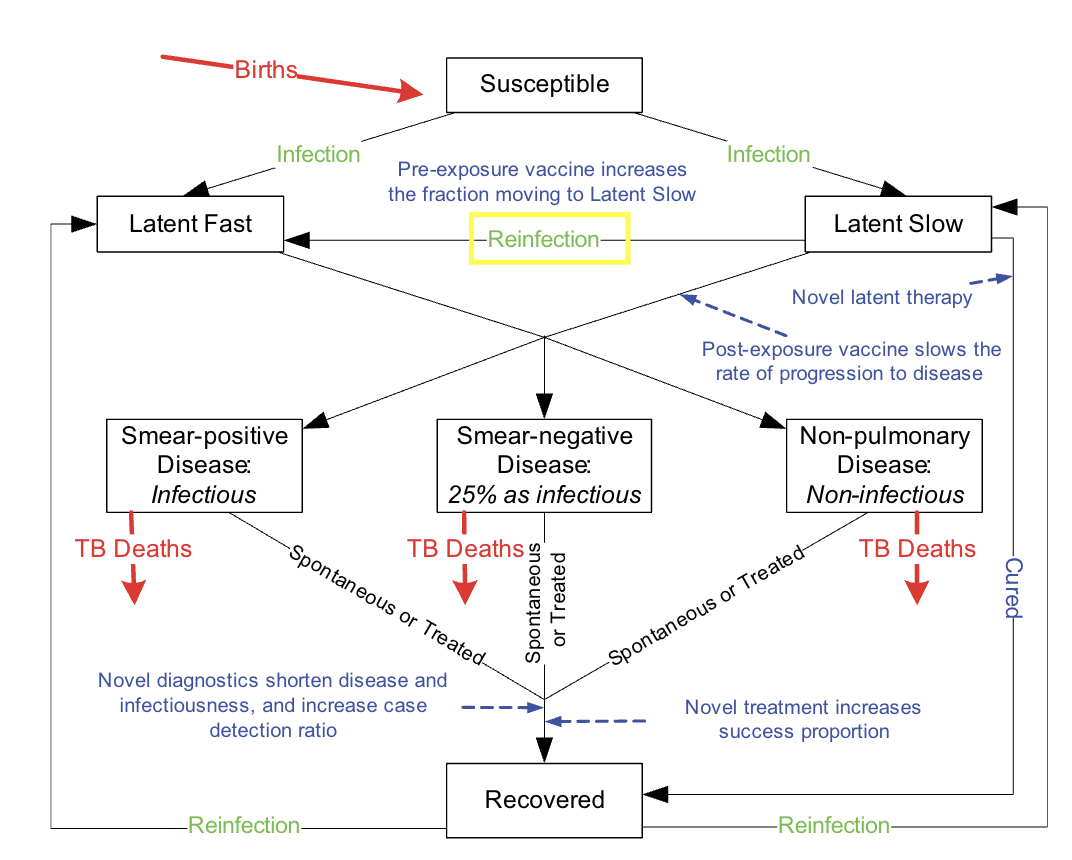 Births
Susceptible
Infection
Infection
Pre-exposure vaccine increases
the fraction moving to Latent Slow
Latent Fast
Reinfection
Latent Slow
Novel latent therapy
Post-exposure vaccine slows the
rate of progression to disease
Smear-positive
Disease:
Infectious
Smear-negative
Disease:
25% as infectious
Non-pulmonary
Disease:
Non-infectious
TB Deaths
TB Deaths
TB Deaths
Spontaneous or Treated
Spontaneous
or Treated
Spontaneous or Treated
Cured
Novel diagnostics shorten disease and
infectiousness, and increase case
detection ratio
Novel treatment increases
success proportion
Recovered
Reinfection
Reinfection